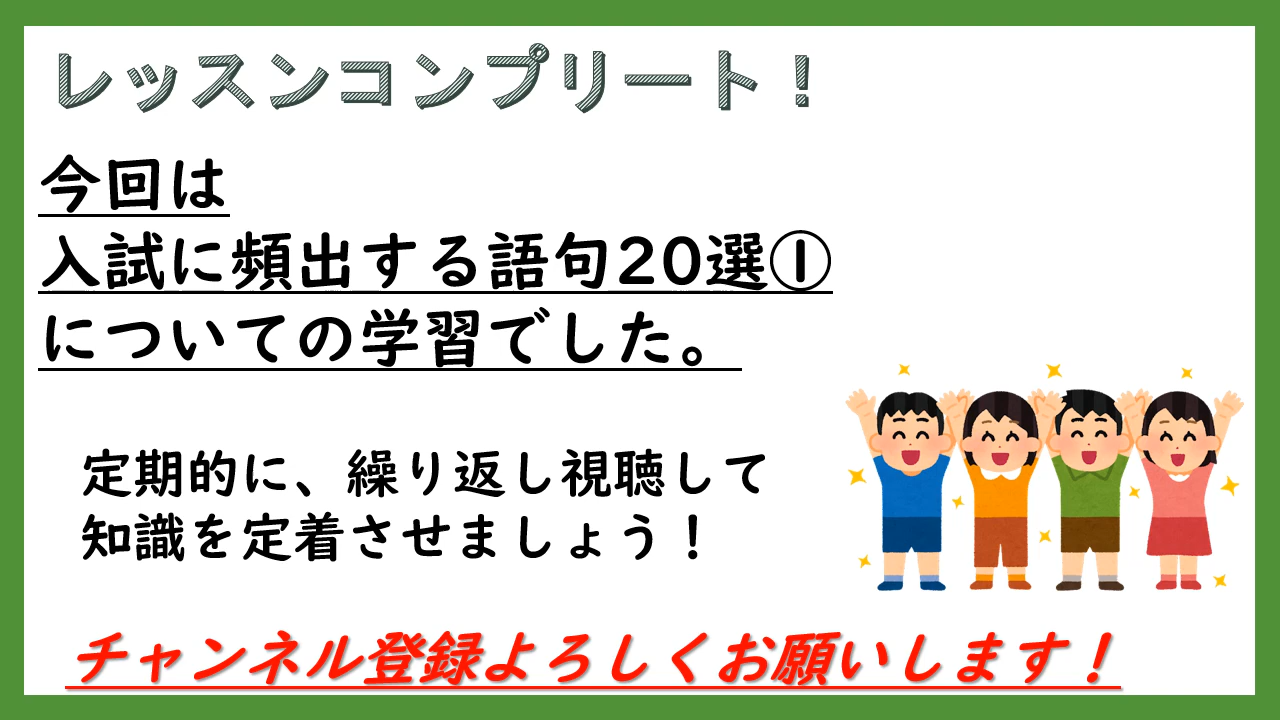 レッスンコンプリート！
今回は
入試に頻出する語句20選①
についての学習でした。
定期的に、繰り返し視聴して
知識を定着させましょう！
チャンネル登録よろしくお願いします！